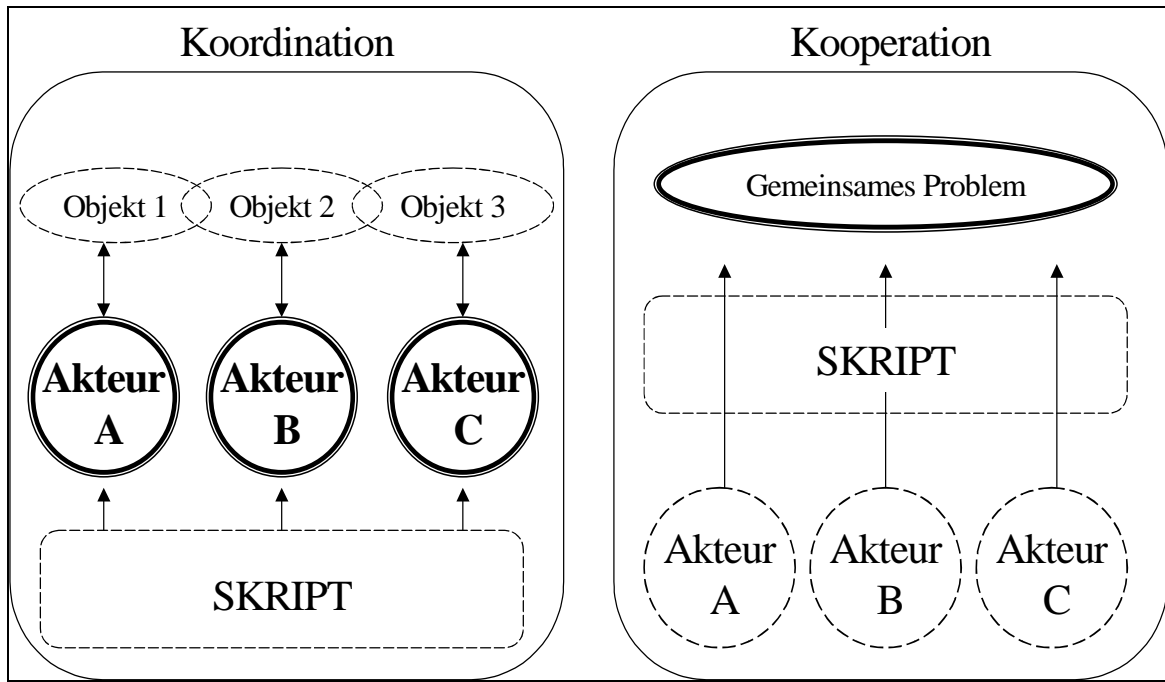 Koordination
Objekt 1
Objekt 2
Objekt 3
Akteur
A
Akteur
B
Akteur
C
SKRIPT
Kooperation
Gemeinsames Problem
SKRIPT
Akteur
A
Akteur
B
Akteur
C